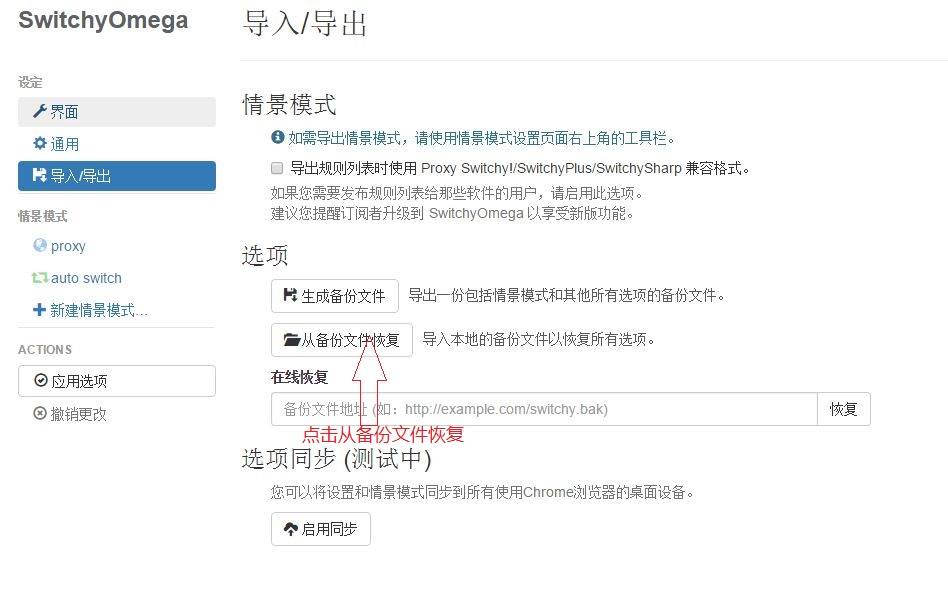 SwitchyOmega
导入/导出
设定
界面
通用
导入/导出
情景模式
proxy
auto switch
新建情景模式...
ACTIONS
应用选项
撤销更改
情景模式
如需导出情景模式，请使用情景模式设置页面右上角的工具栏。
导出规则列表时使用 Proxy Switchy!/SwitchyPlus/SwitchySharp 兼容格式。
如果您需要发布规则列表给那些软件的用户，请启用此选项。
建议您提醒订阅者升级到 SwitchyOmega 以享受新版功能。
选项
生成备份文件 导出一份包括情景模式和其他所有选项的备份文件。
从备份文件恢复 导入本地的备份文件以恢复所有选项。
在线恢复
备份文件地址 (如：http://example.com/switchy.bak) 恢复
点击从备份文件恢复
选项同步 (测试中)
您可以将设置和情景模式同步到所有使用Chrome浏览器的桌面设备。
启用同步